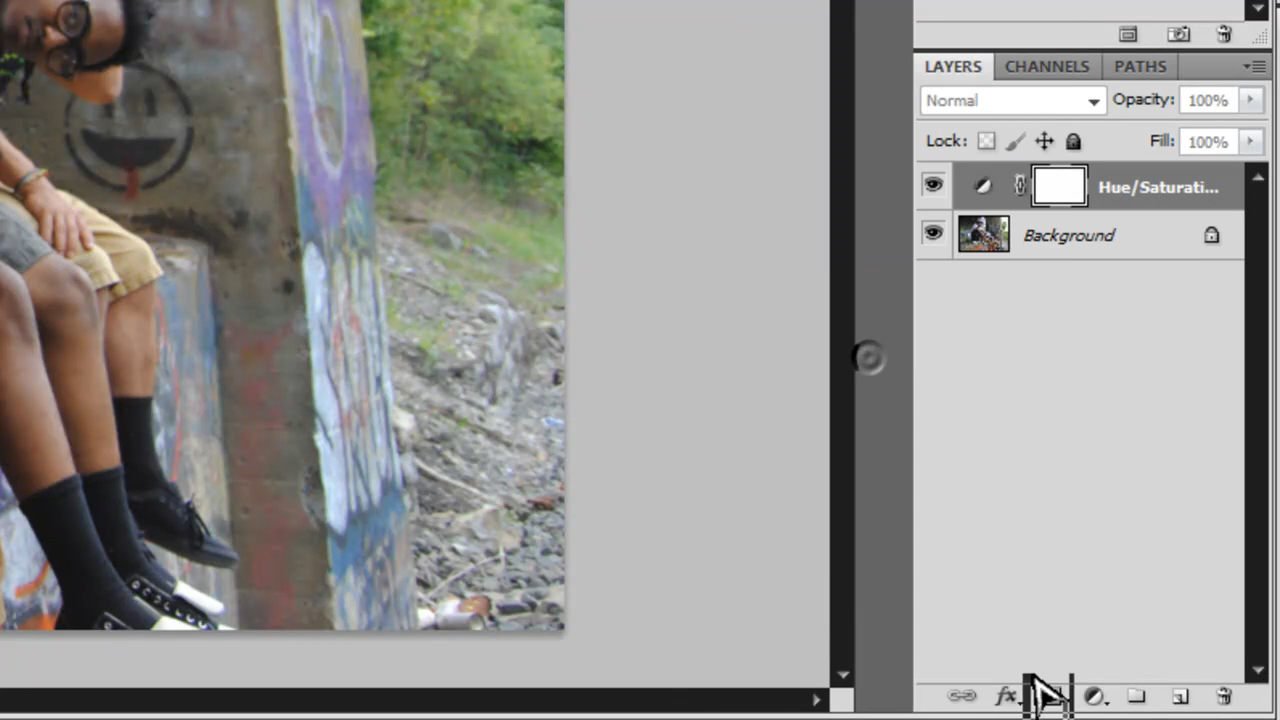 LAYERS CHANNELS PATHS
Normal Opacity: 100%
Lock: Fill: 100%
Hue/Saturati...
Background
fx